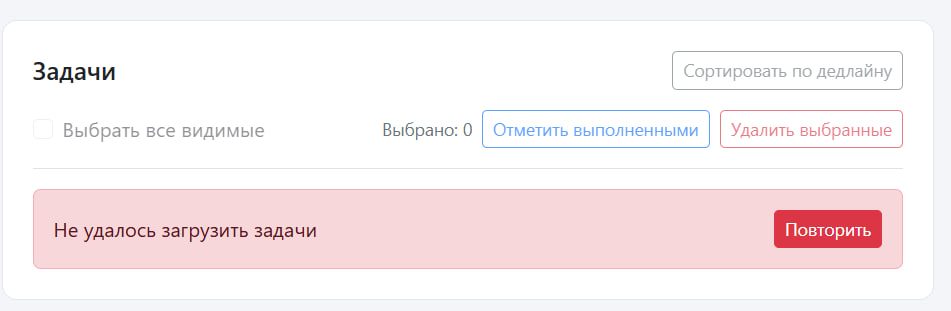 Задачи
Сортировать по дедлайну
Выбрать все видимые
Выбрано: 0
Отметить выполненными
Удалить выбранные
Не удалось загрузить задачи
Повторить